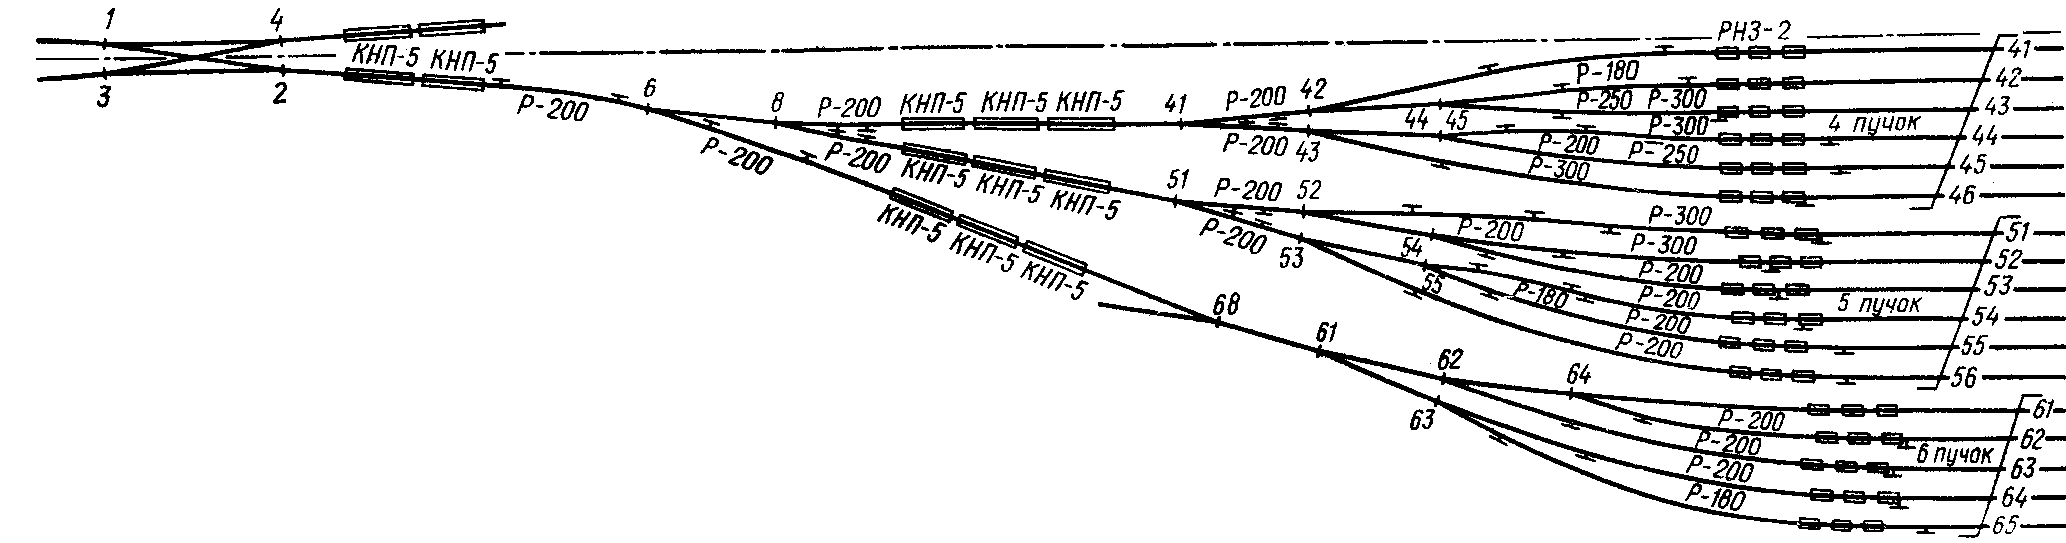 1
4
КНП-5 КНП-5
3
2
Р-200
6
8
Р-200
Р-200
КНП-5 КНП-5 КНП-5
Р-200
КНП-5 КНП-5 КНП-5
КНП-5 КНП-5 КНП-5
41
Р-200
42
Р-200
43
44
45
РНЗ-2
Р-180
Р-250
Р-300
Р-300
Р-200
Р-250
Р-300
4 пучок
41
42
43
44
45
46
51
Р-200
52
Р-200
53
54
55
Р-300
Р-200
Р-300
Р-200
Р-180
Р-200
Р-200
Р-200
5 пучок
51
52
53
54
55
56
68
61
62
64
63
Р-200
Р-200
Р-200
Р-180
6 пучок
61
62
63
64
65